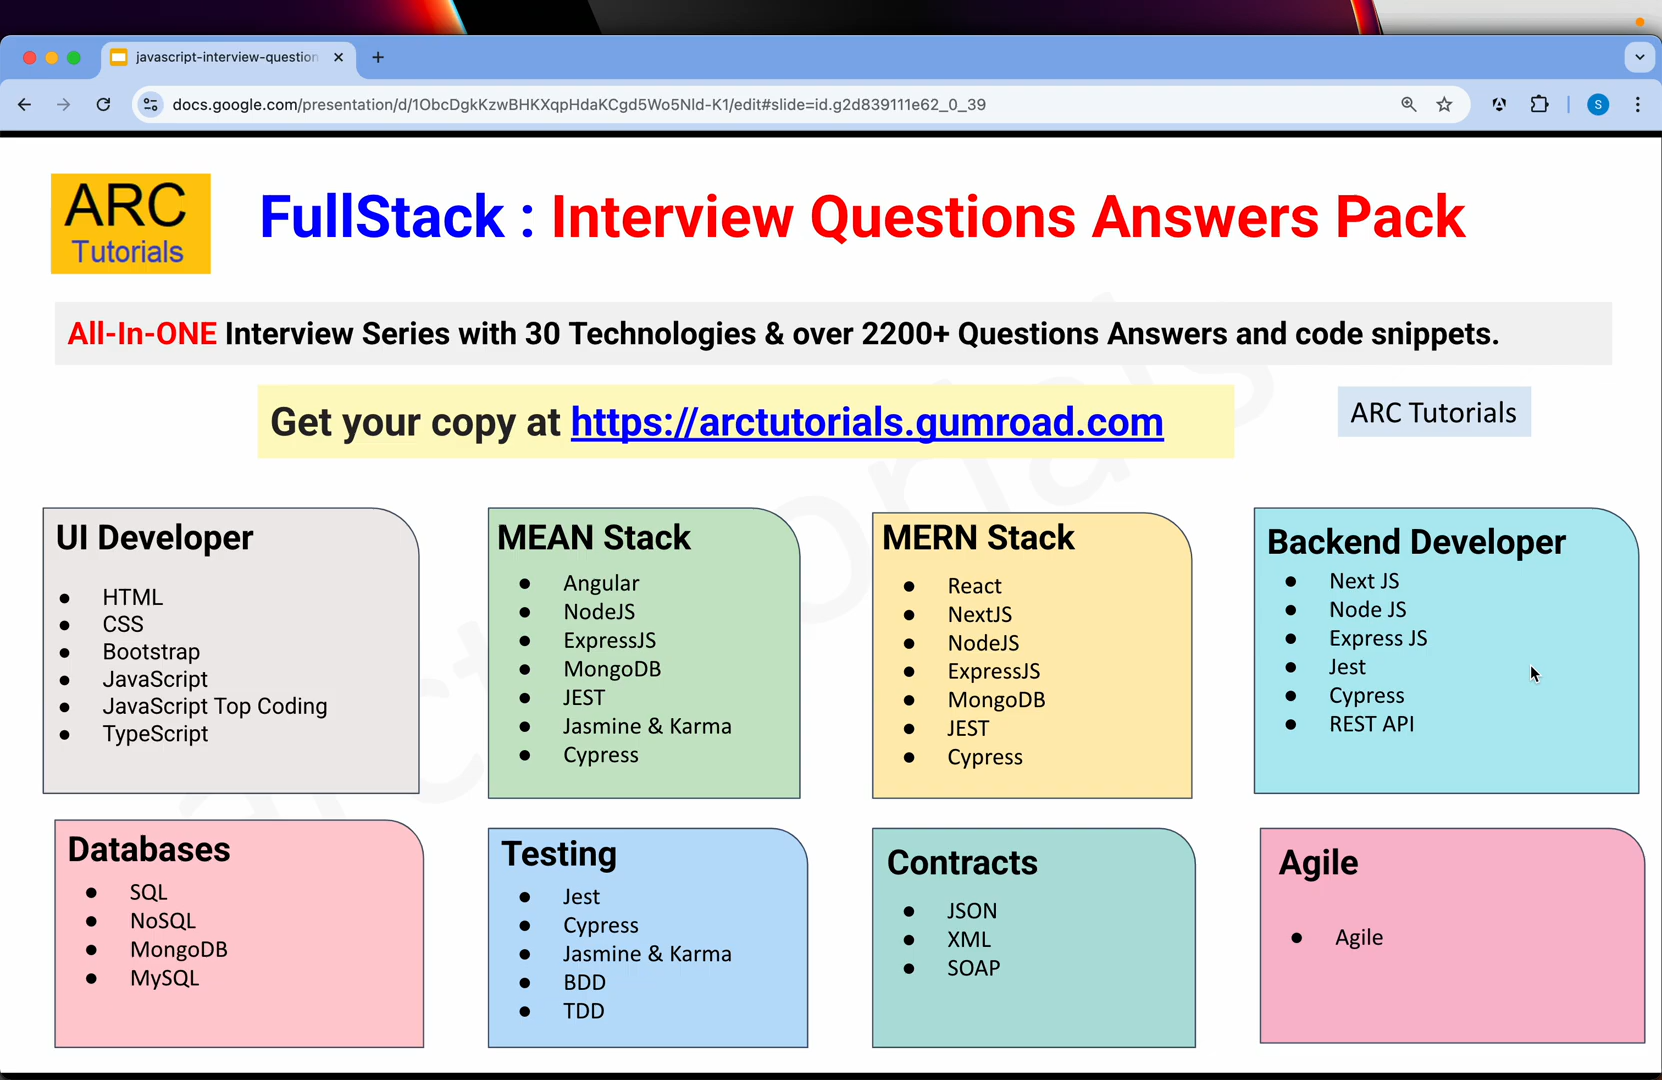 javascript-interview-question
docs.google.com/presentation/d/1ObcDgkKzwBHKXqpHdaKCgd5Wo5Nld-K1/edit#slide=id.g2d839111e62_0_39
S
ARC
Tutorials
FullStack : Interview Questions Answers Pack
All-In-ONE Interview Series with 30 Technologies & over 2200+ Questions Answers and code snippets.
Get your copy at https://arctutorials.gumroad.com
ARC Tutorials
UI Developer
HTML
CSS
Bootstrap
JavaScript
JavaScript Top Coding
TypeScript
MEAN Stack
Angular
NodeJS
ExpressJS
MongoDB
JEST
Jasmine & Karma
Cypress
MERN Stack
React
NextJS
NodeJS
ExpressJS
MongoDB
JEST
Cypress
Backend Developer
Next JS
Node JS
Express JS
Jest
Cypress
REST API
Databases
SQL
NoSQL
MongoDB
MySQL
Testing
Jest
Cypress
Jasmine & Karma
BDD
TDD
Contracts
JSON
XML
SOAP
Agile
Agile
arctutorials